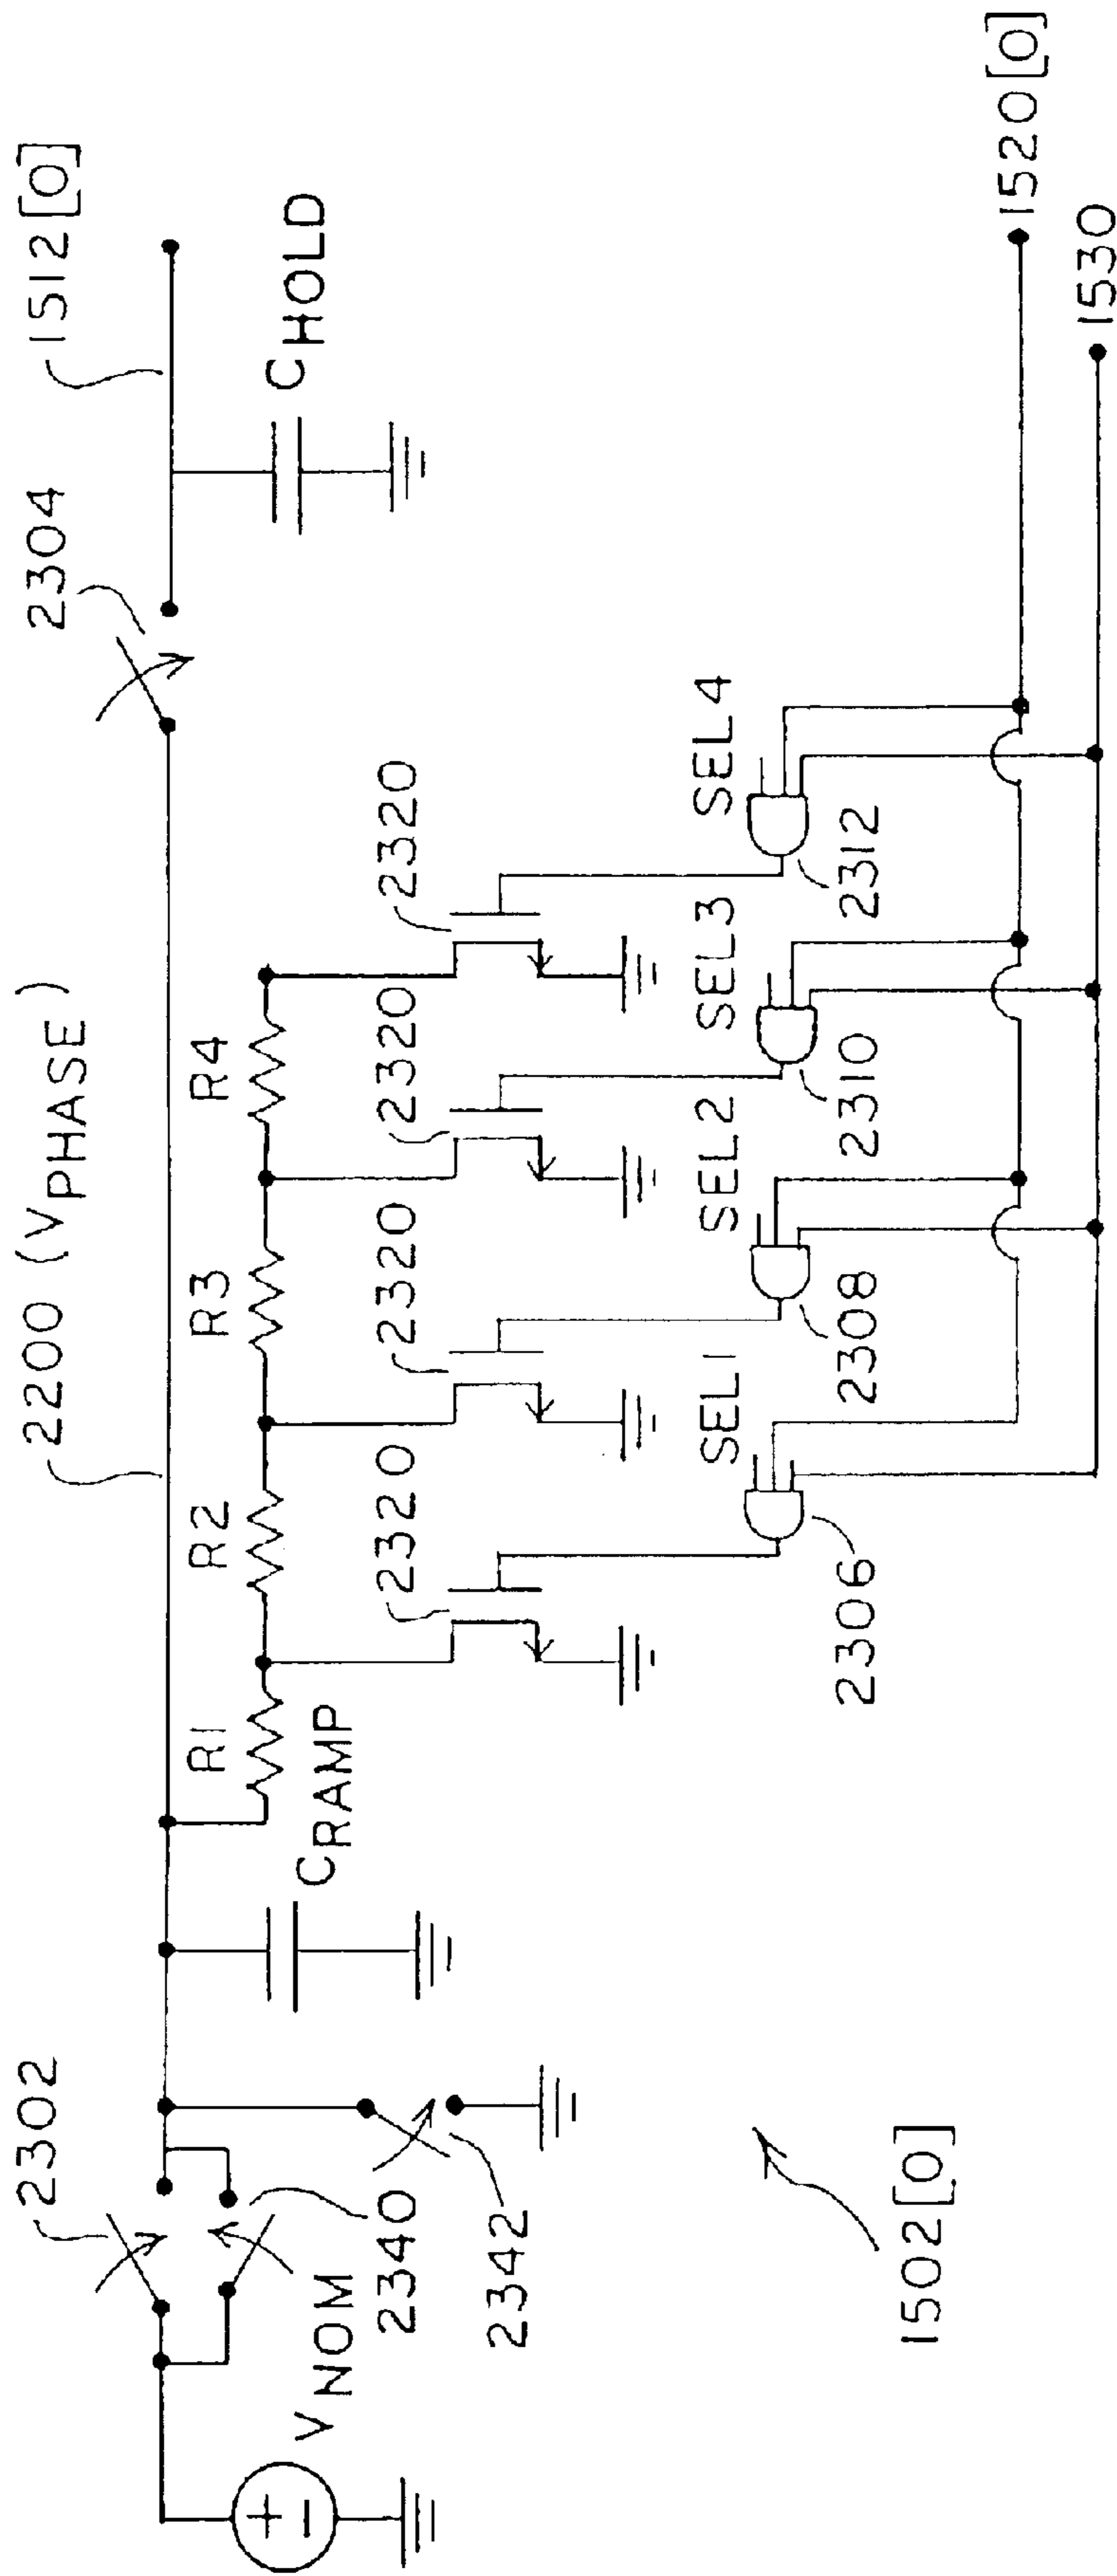 2302
2200 (VPHASE)
2304
1512[0]
R1
R2
R3
R4
CHOLD
VNOM
2340
2342
CRAMP
2320
2320
2320
2320
SEL1
SEL2
SEL3
SEL4
2306
2308
2310
2312
1502[0]
1520[0]
1530
+
−